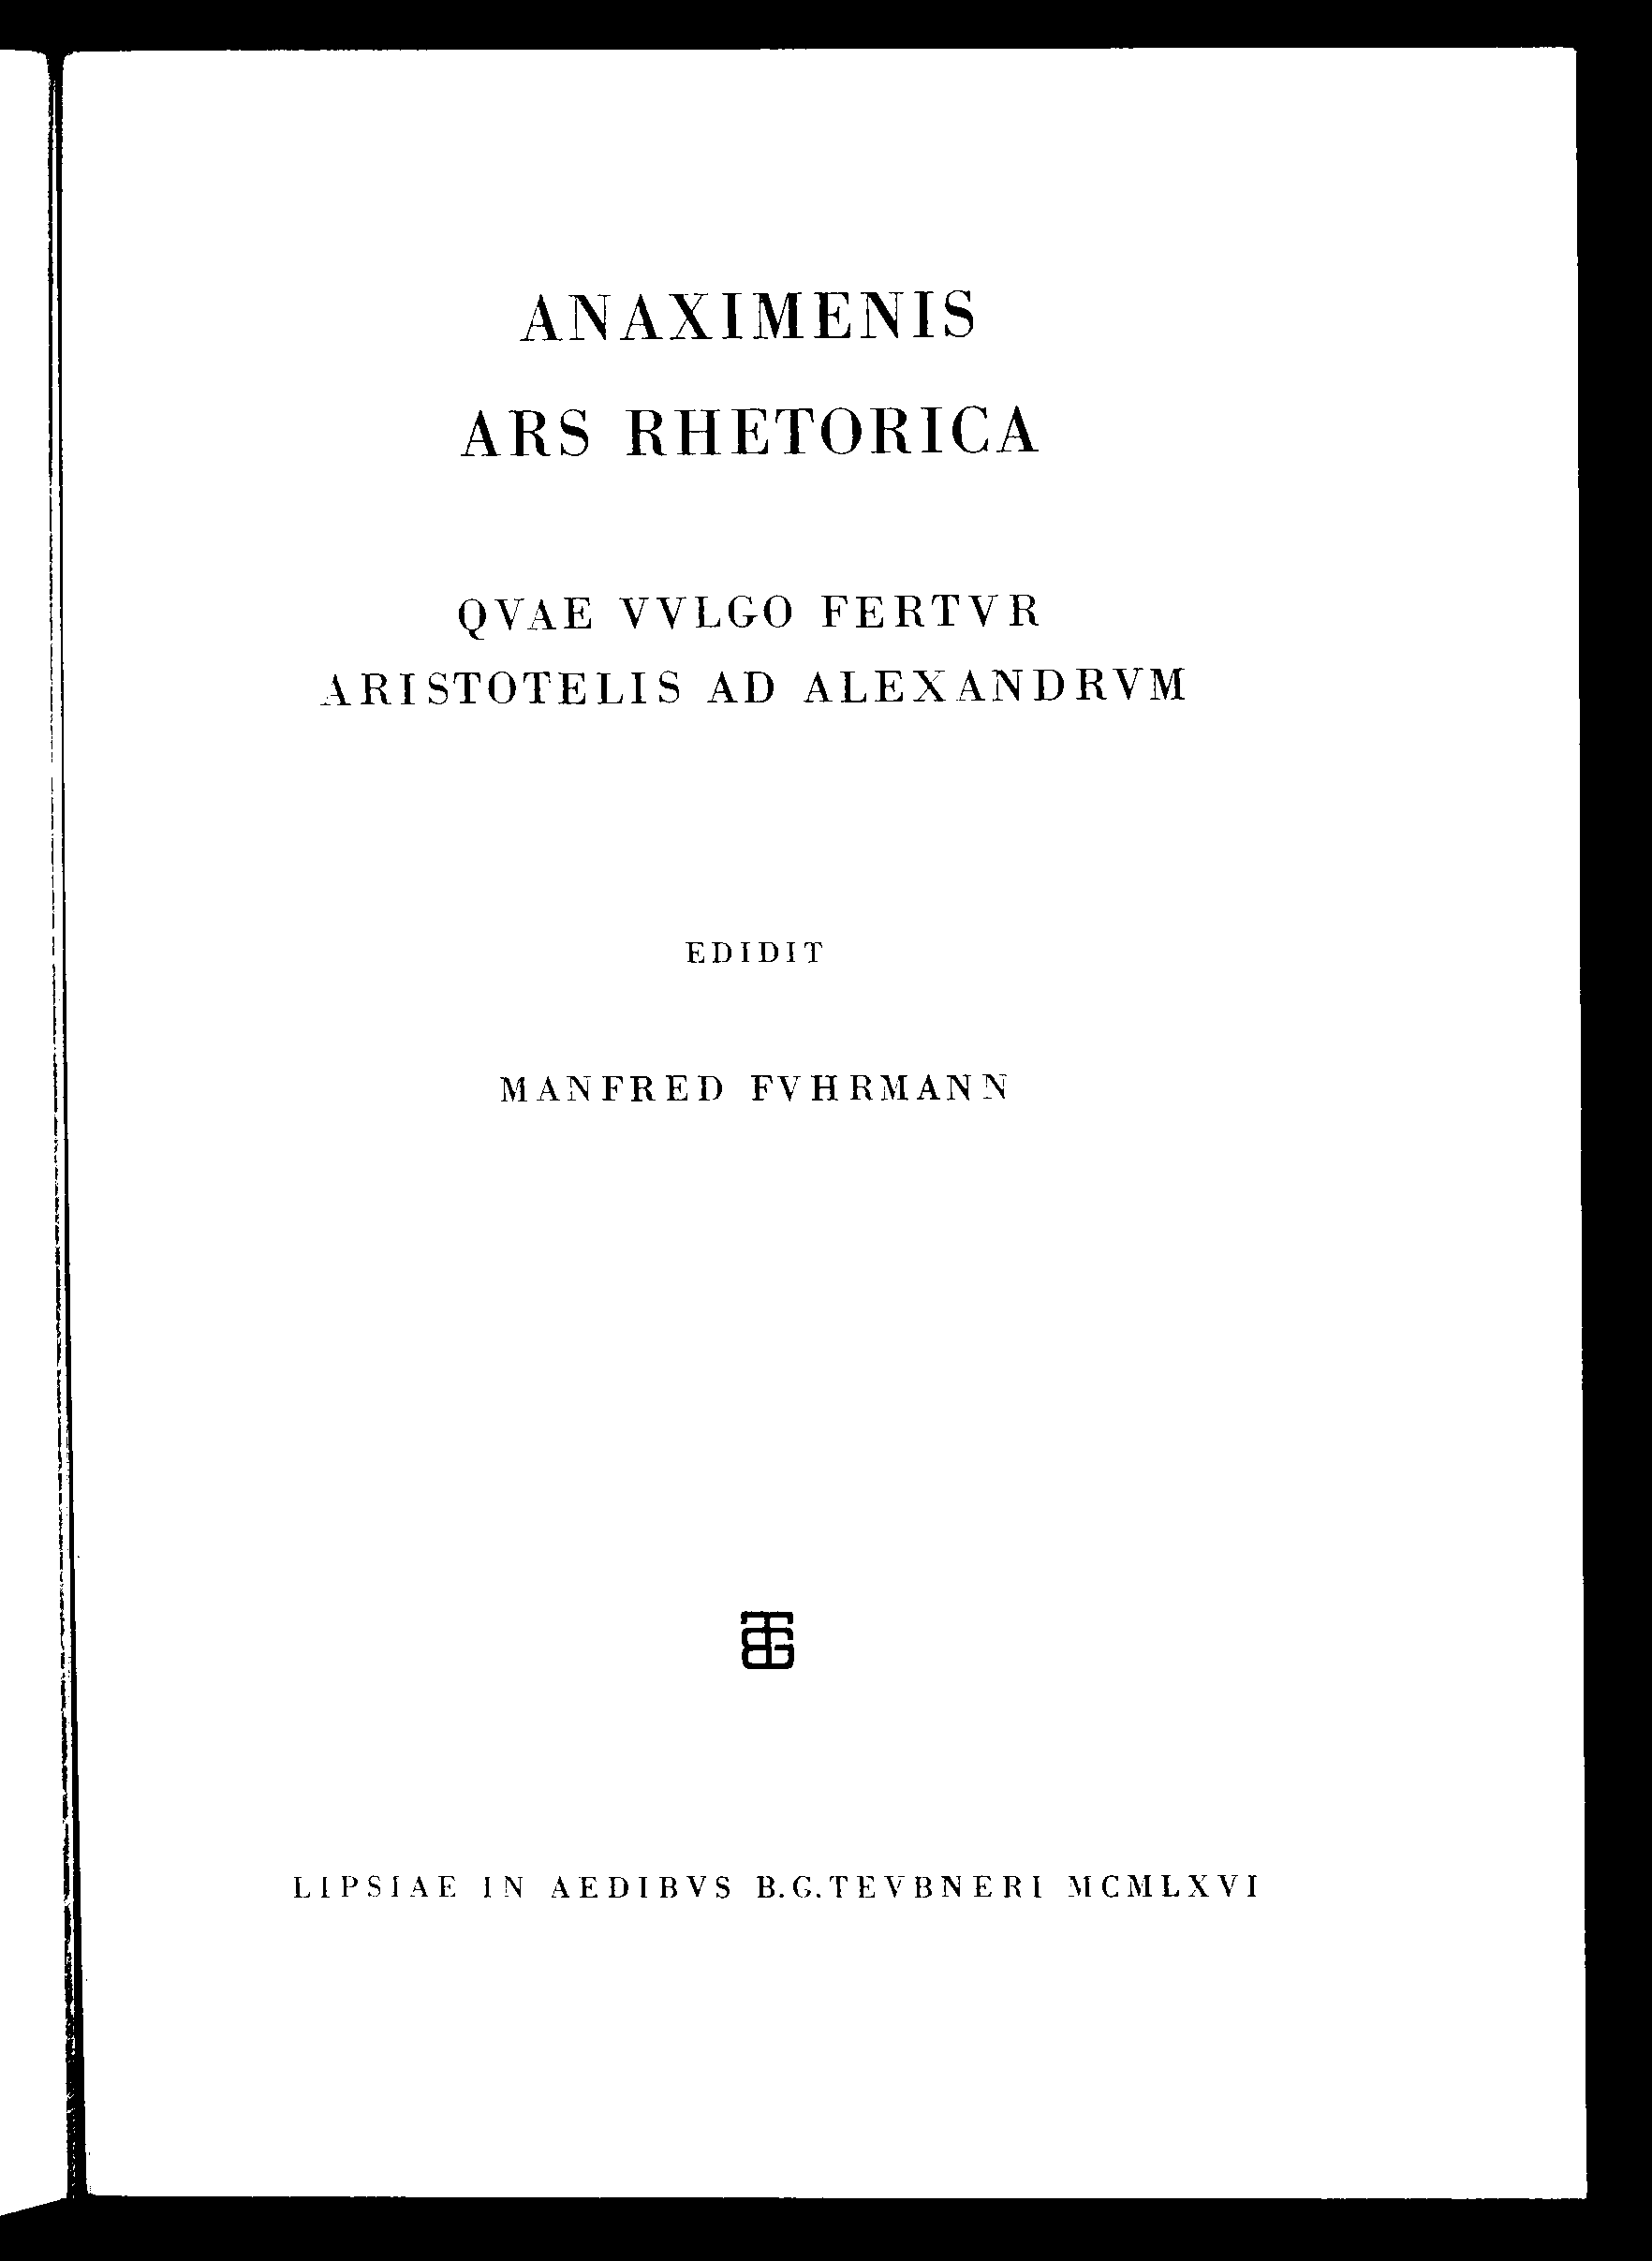 ANAXIMENIS
ARS RHETORICA
QVAE VVLGO FERTVR
ARISTOTELIS AD ALEXANDRVM
EDIDIT
MANFRED FVHRMANN
LIPSIAE IN AEDIBVS B.G.TEVBNERI MCMLXVI